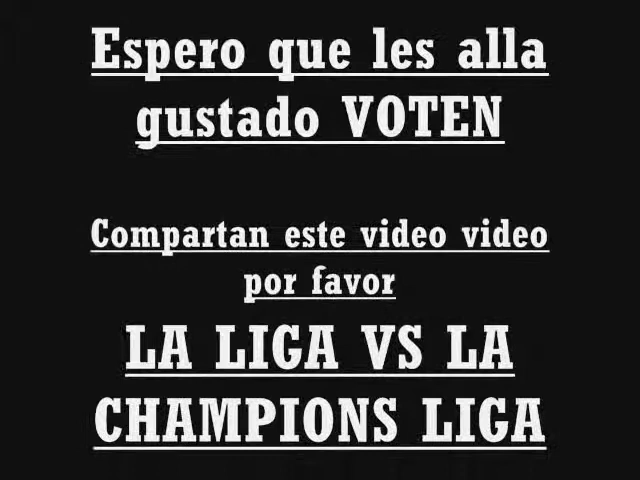 Espero que les alla
gustado VOTEN
Compartan este video video
por favor
LA LIGA VS LA
CHAMPIONS LIGA